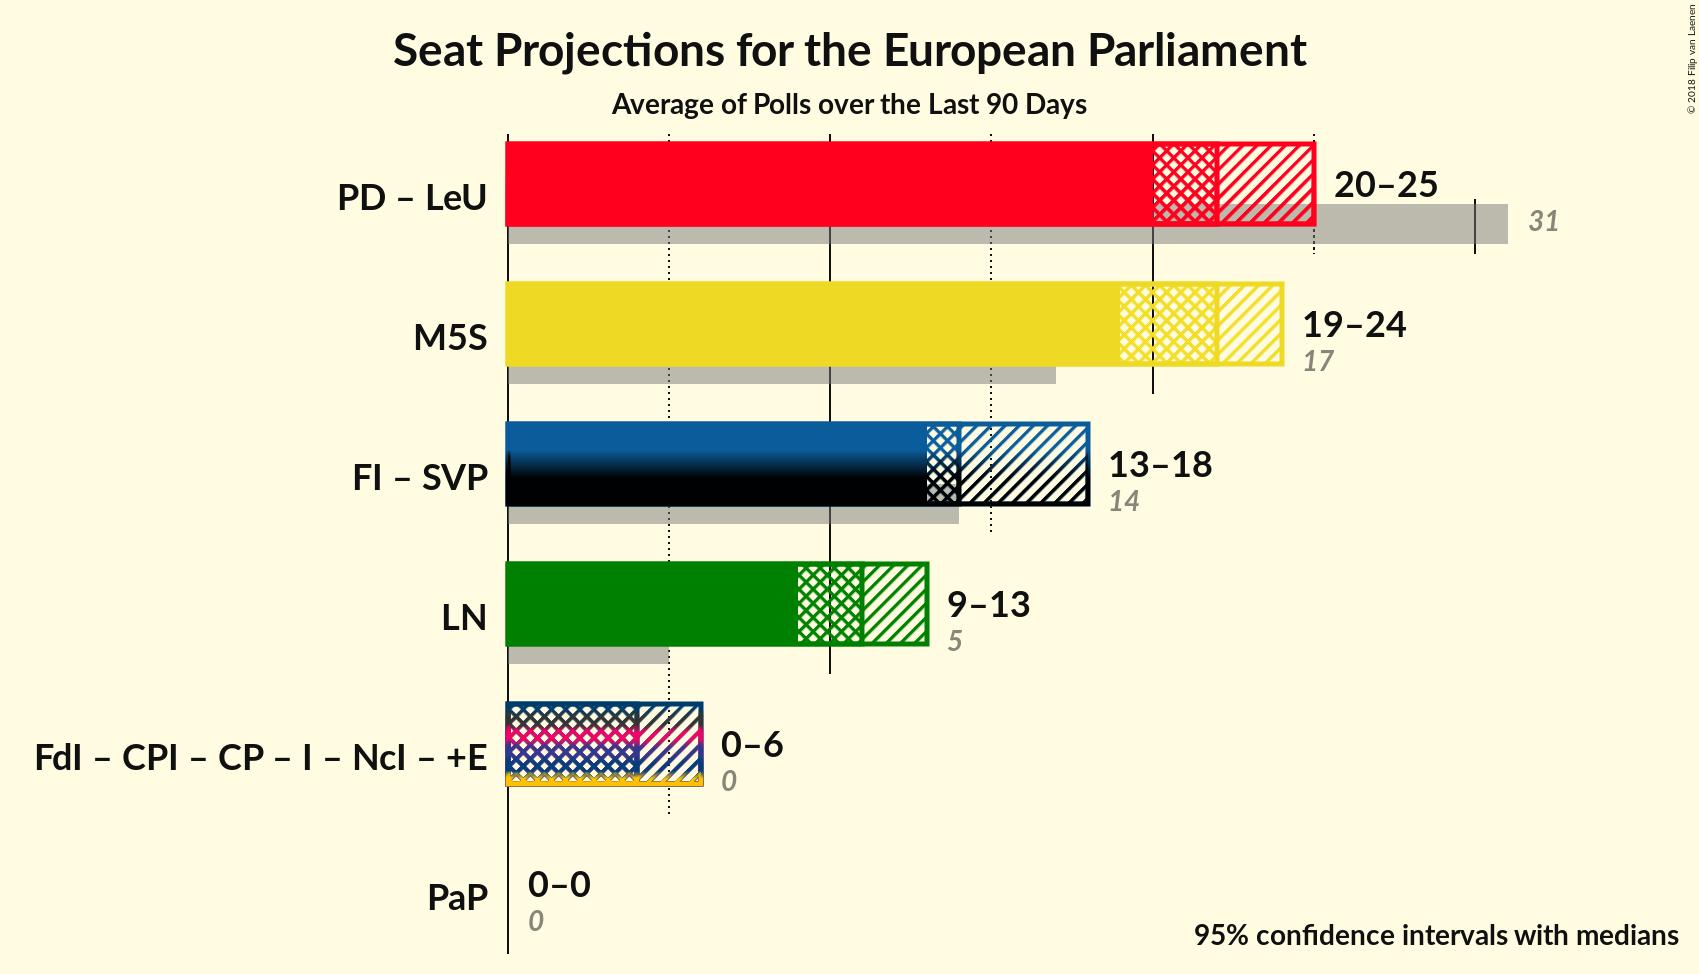 Seat Projections for the European Parliament
Average of Polls over the Last 90 Days
© 2018 Filip van Laenen
PD – LeU
20–25
31
M5S
19–24
17
FI – SVP
13–18
14
LN
9–13
5
FdI – CPI – CP – I – NcI – +E
0–6
0
PaP
0–0
0
95% confidence intervals with medians